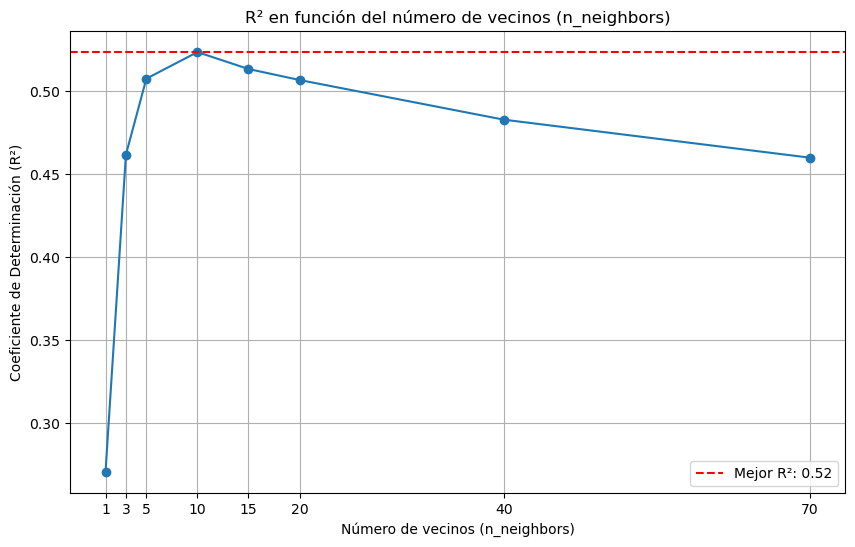 R² en función del número de vecinos (n_neighbors)
Coeficiente de Determinación (R²)
0.50
0.45
0.40
0.35
0.30
Mejor R²: 0.52
1 3 5 10 15 20 40 70
Número de vecinos (n_neighbors)